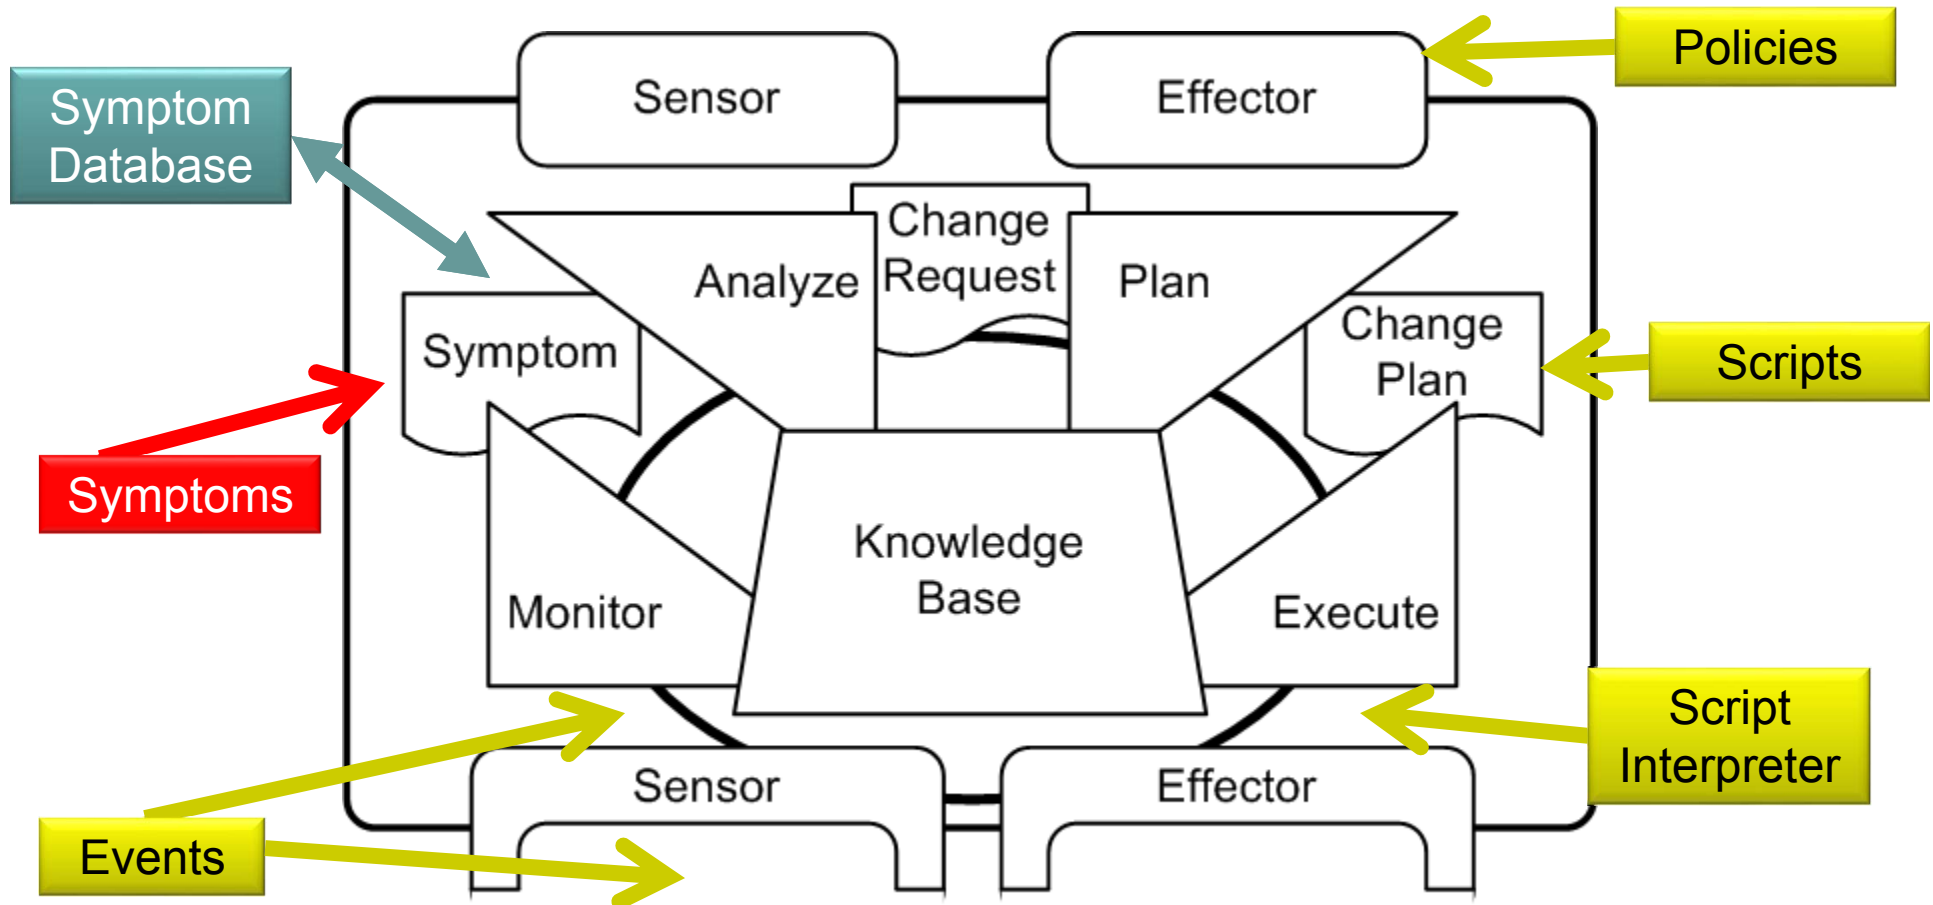 Policies
Sensor
Effector
Symptom
Database
Change
Request
Analyze
Plan
Symptom
Change
Plan
Scripts
Symptoms
Knowledge
Base
Monitor
Execute
Script
Interpreter
Sensor
Effector
Events